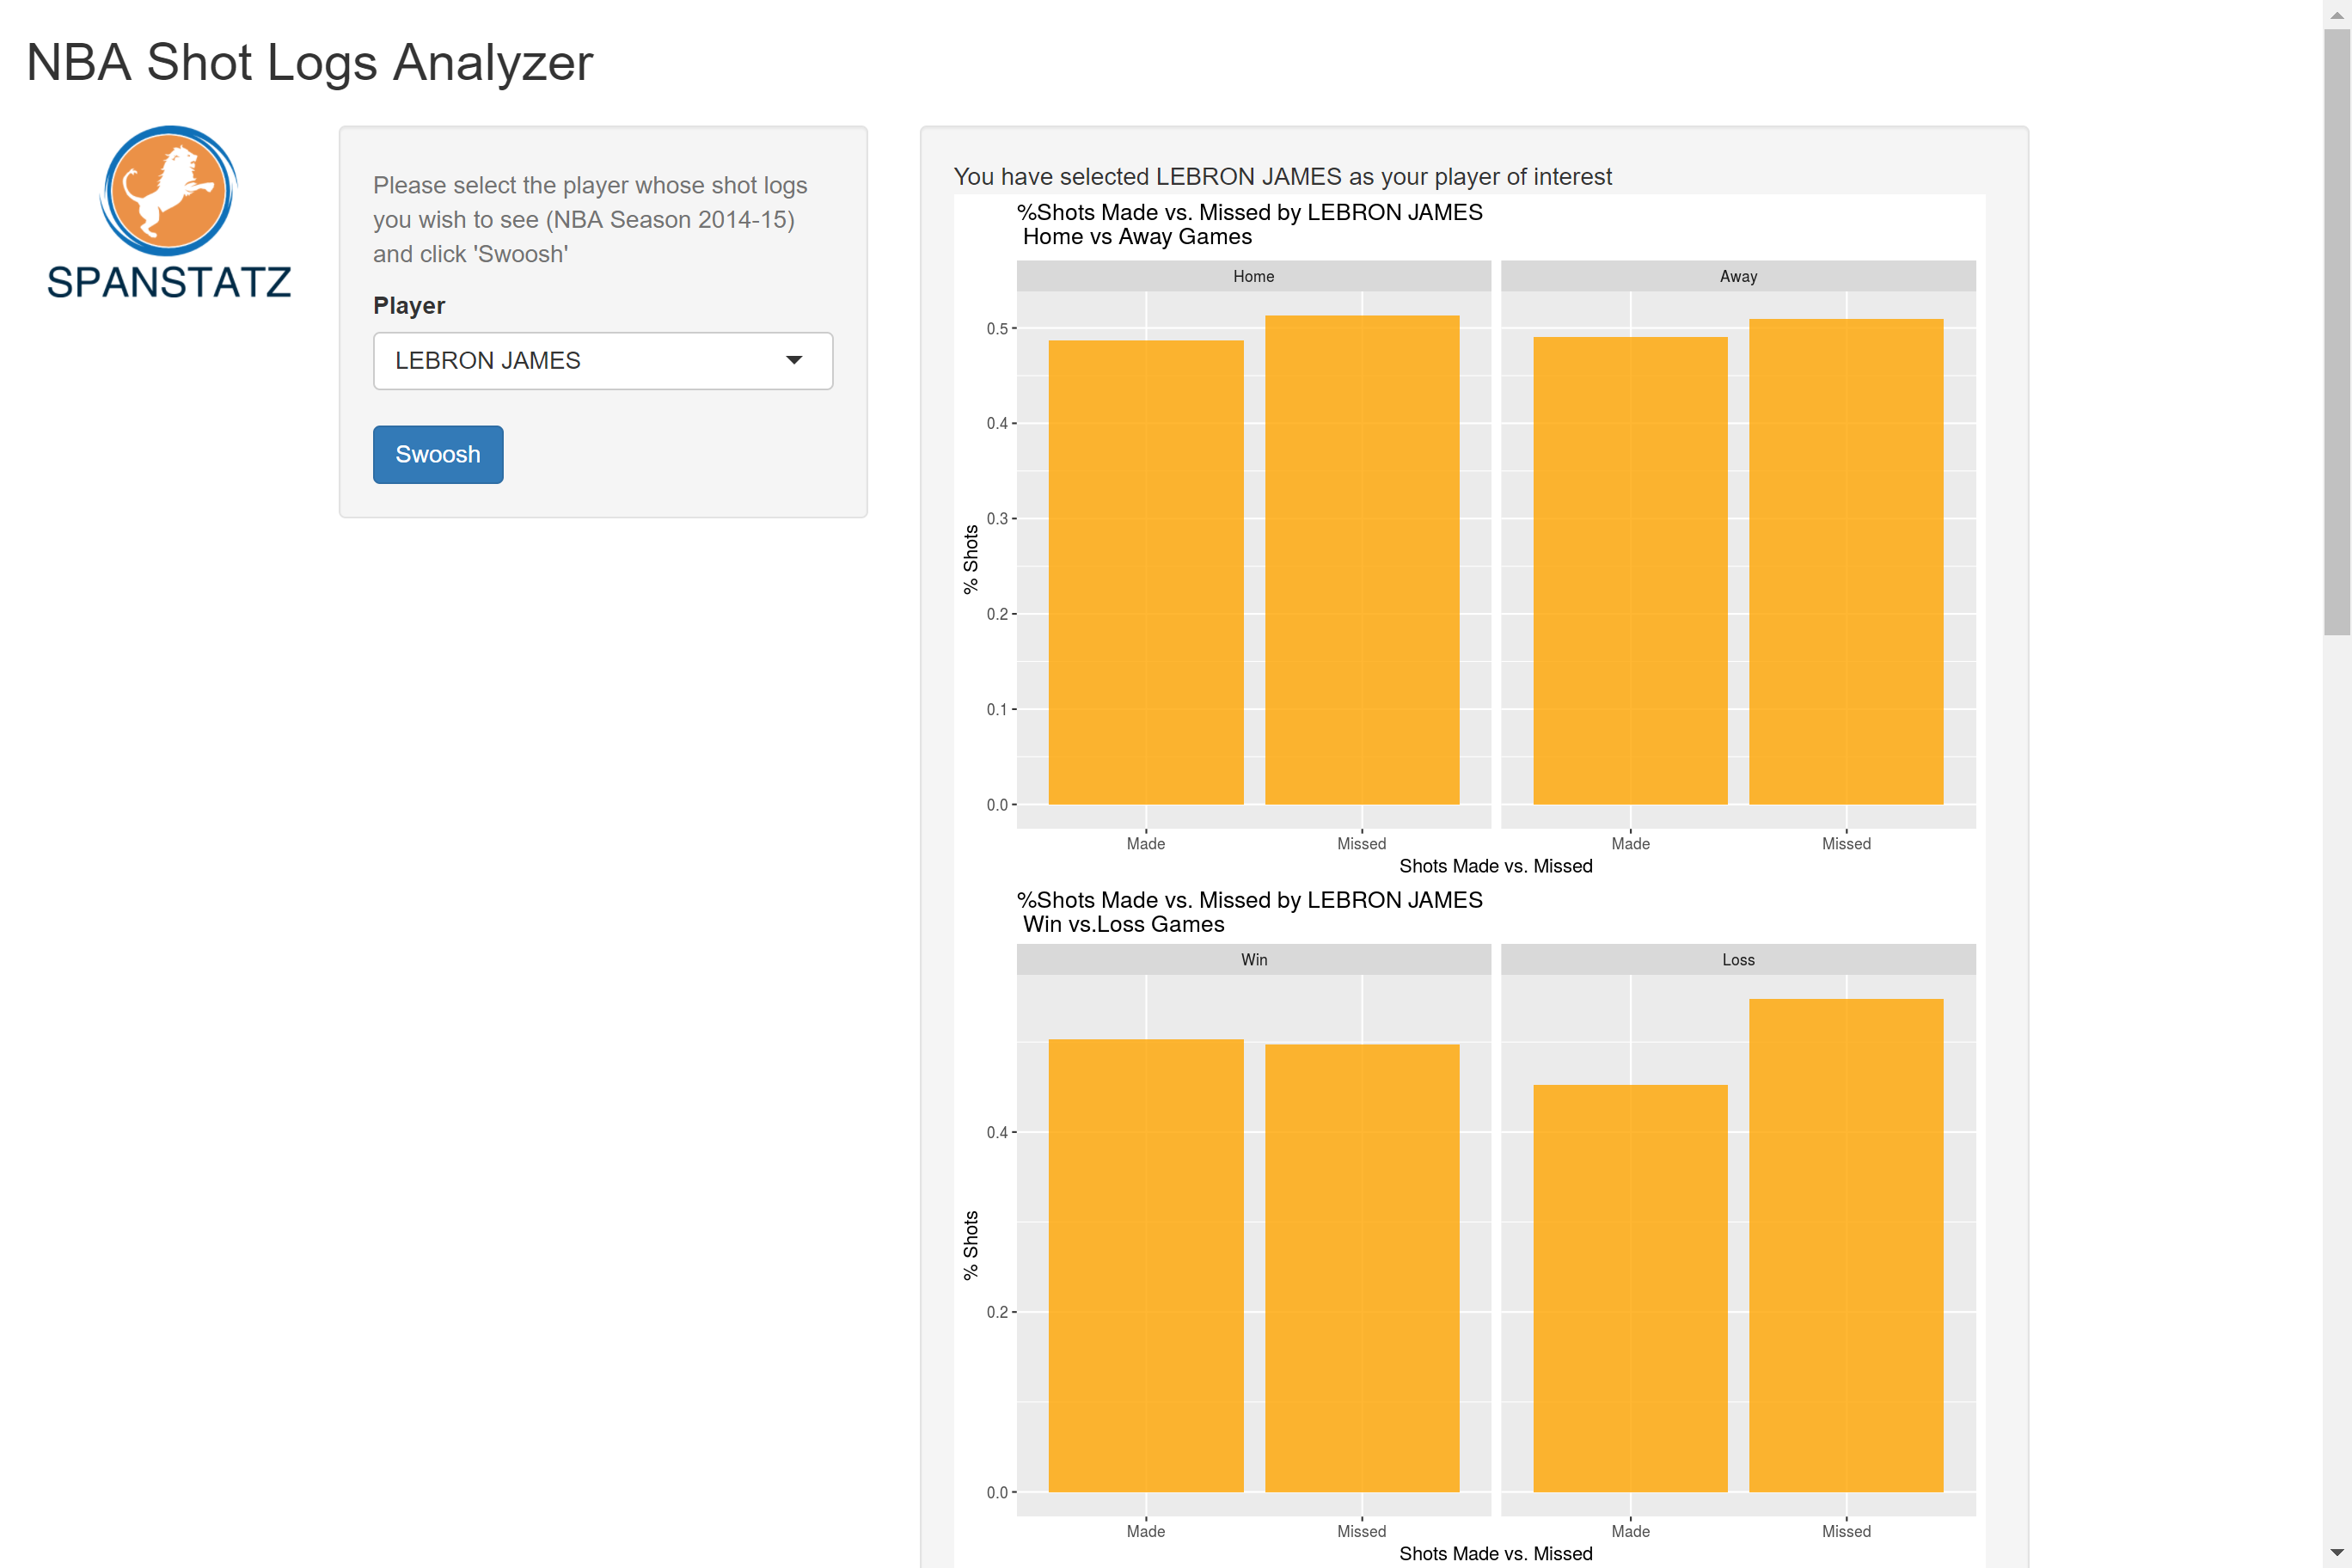 NBA Shot Logs Analyzer
SPANSTATZ
Please select the player whose shot logs
you wish to see (NBA Season 2014-15)
and click 'Swoosh'
Player
LEBRON JAMES
Swoosh
You have selected LEBRON JAMES as your player of interest
%Shots Made vs. Missed by LEBRON JAMES
Home vs Away Games
Home
Away
% Shots
0.5
0.4
0.3
0.2
0.1
0.0
Made
Missed
Made
Missed
Shots Made vs. Missed
%Shots Made vs. Missed by LEBRON JAMES
Win vs.Loss Games
Win
Loss
% Shots
0.4
0.2
0.0
Made
Missed
Made
Missed
Shots Made vs. Missed